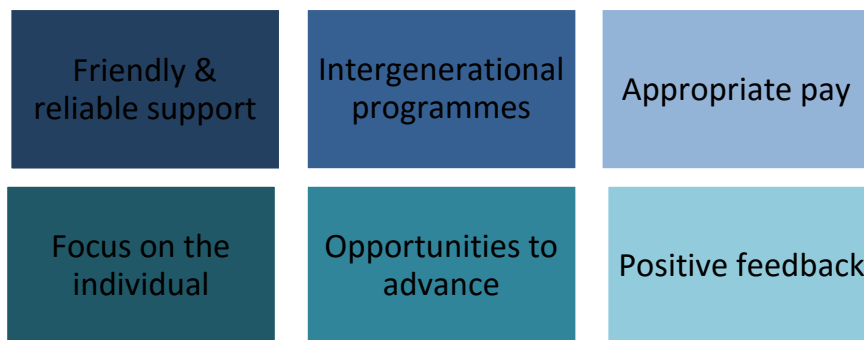 Friendly &
reliable support
Intergenerational
programmes
Appropriate pay
Focus on the
individual
Opportunities to
advance
Positive feedback